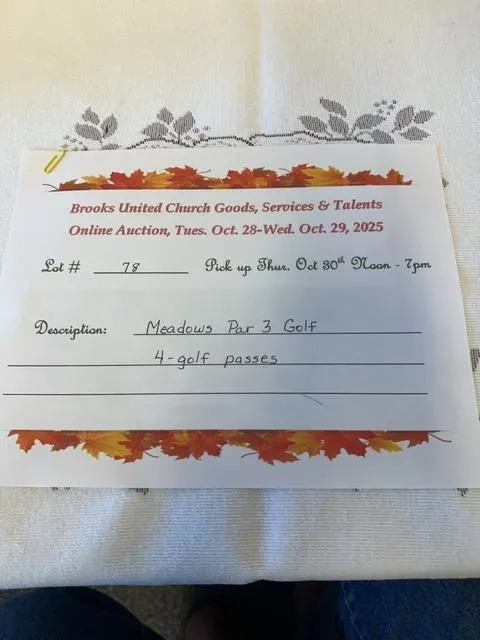 Brooks United Church Goods, Services & Talents
Online Auction, Tues. Oct. 28-Wed. Oct. 29, 2025
Lot # 78 Pick up Thur. Oct 30th Noon - 7pm
Description: Meadows Par 3 Golf
4-golf passes